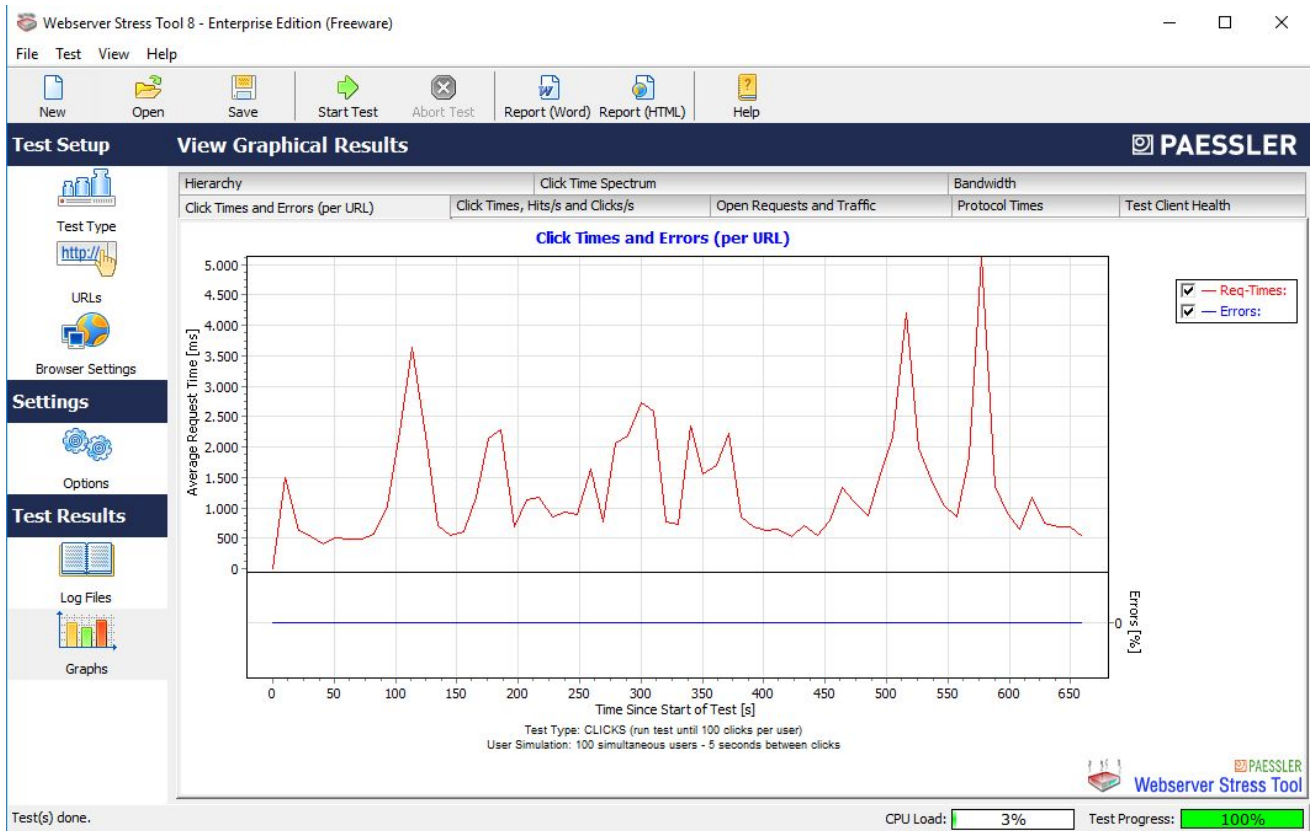 Webserver Stress Tool 8 - Enterprise Edition (Freeware)
File Test View Help
New Open Save Start Test Abort Test Report (Word) Report (HTML) Help
Test Setup View Graphical Results PAESSLER
Hierarchy Click Time Spectrum Bandwidth
Click Times and Errors (per URL) Click Times, Hits/s and Clicks/s Open Requests and Traffic Protocol Times Test Client Health
Test Type
http://
URLs
Browser Settings
Settings
Options
Test Results
Log Files
Graphs
Click Times and Errors (per URL)
5.000
4.500
4.000
3.500
3.000
2.500
2.000
1.500
1.000
500
0
Average Request Time [ms]
Req-Times:
Errors:
0
Errors [%]
0 50 100 150 200 250 300 350 400 450 500 550 600 650
Time Since Start of Test [s]
Test Type: CLICKS (run test until 100 clicks per user)
User Simulation: 100 simultaneous users - 5 seconds between clicks
PAESSLER
Webserver Stress Tool
Test(s) done. CPU Load: 3% Test Progress: 100%